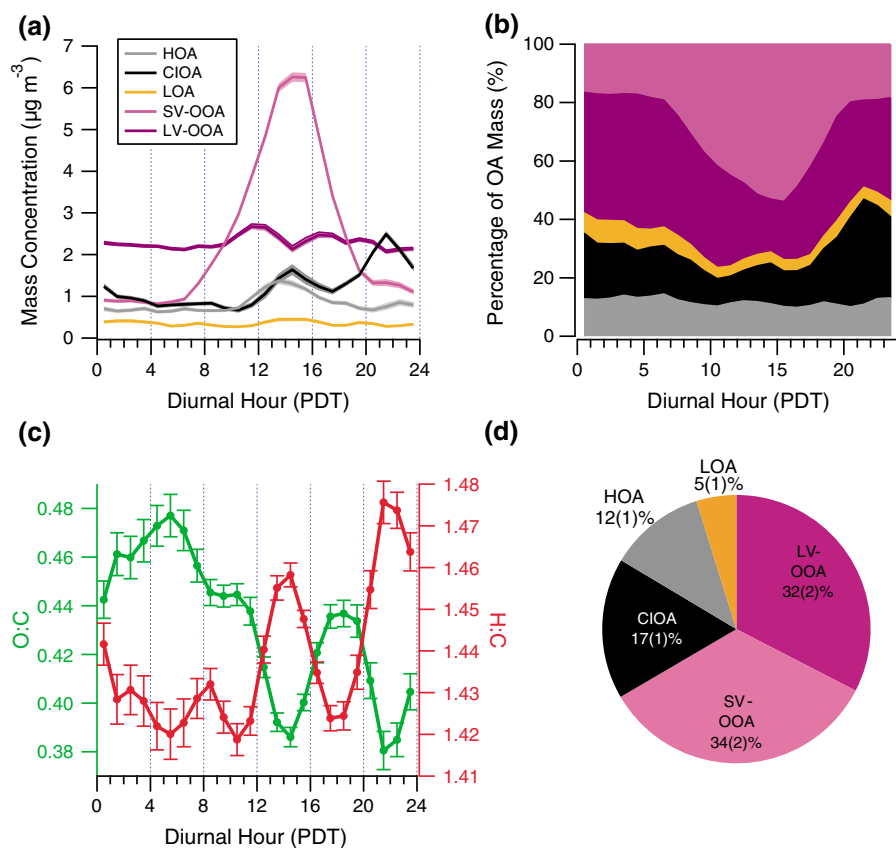 (a)
Mass Concentration (µg m⁻³)
7
6
5
4
3
2
1
0
HOA
CIOA
LOA
SV-OOA
LV-OOA
0 4 8 12 16 20 24
Diurnal Hour (PDT)
(b)
Percentage of OA Mass (%)
100
80
60
40
20
0
0 5 10 15 20
Diurnal Hour (PDT)
(c)
O:C
0.48
0.46
0.44
0.42
0.40
0.38
1.48
1.47
1.46
1.45
1.44
1.43
1.42
1.41
H:C
0 4 8 12 16 20 24
Diurnal Hour (PDT)
(d)
LOA
5(1)%
HOA
12(1)%
LV-
OOA
32(2)%
CIOA
17(1)%
SV -
OOA
34(2)%